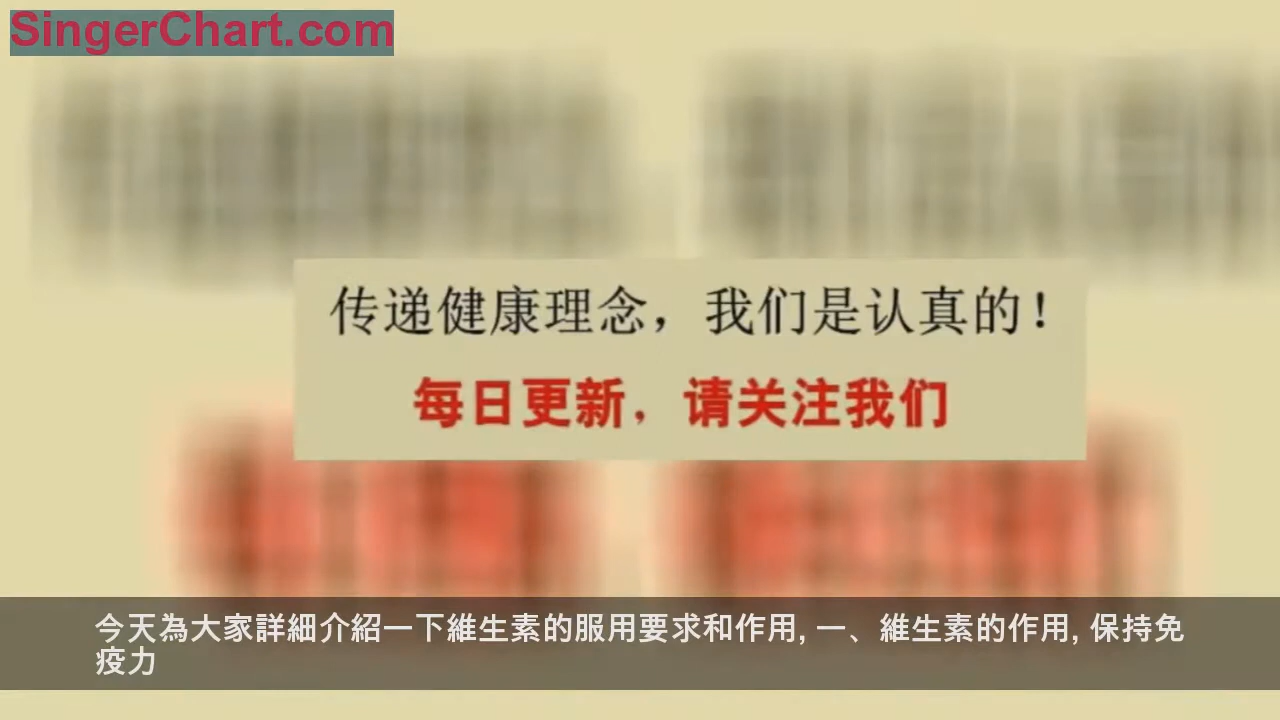 SingerChart.com
传递健康理念，我们是认真的！
每日更新，请关注我们
今天為大家詳細介紹一下維生素的服用要求和作用, 一、維生素的作用, 保持免
疫力